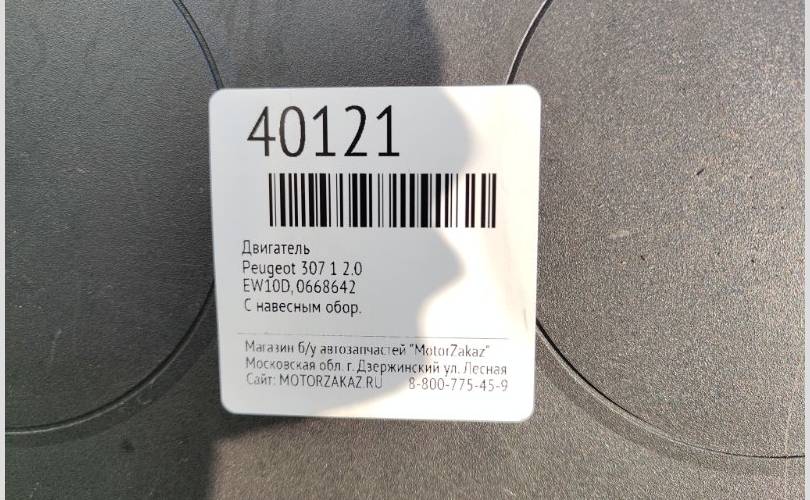 40121
Двигатель
Peugeot 307 1 2.0
EW10D, 0668642
С навесным обор.
Магазин б/у автозапчастей "MotorZakaz"
Московская обл. г. Дзержинский ул. Лесная
Сайт: MOTORZAKAZ.RU 8-800-775-45-9